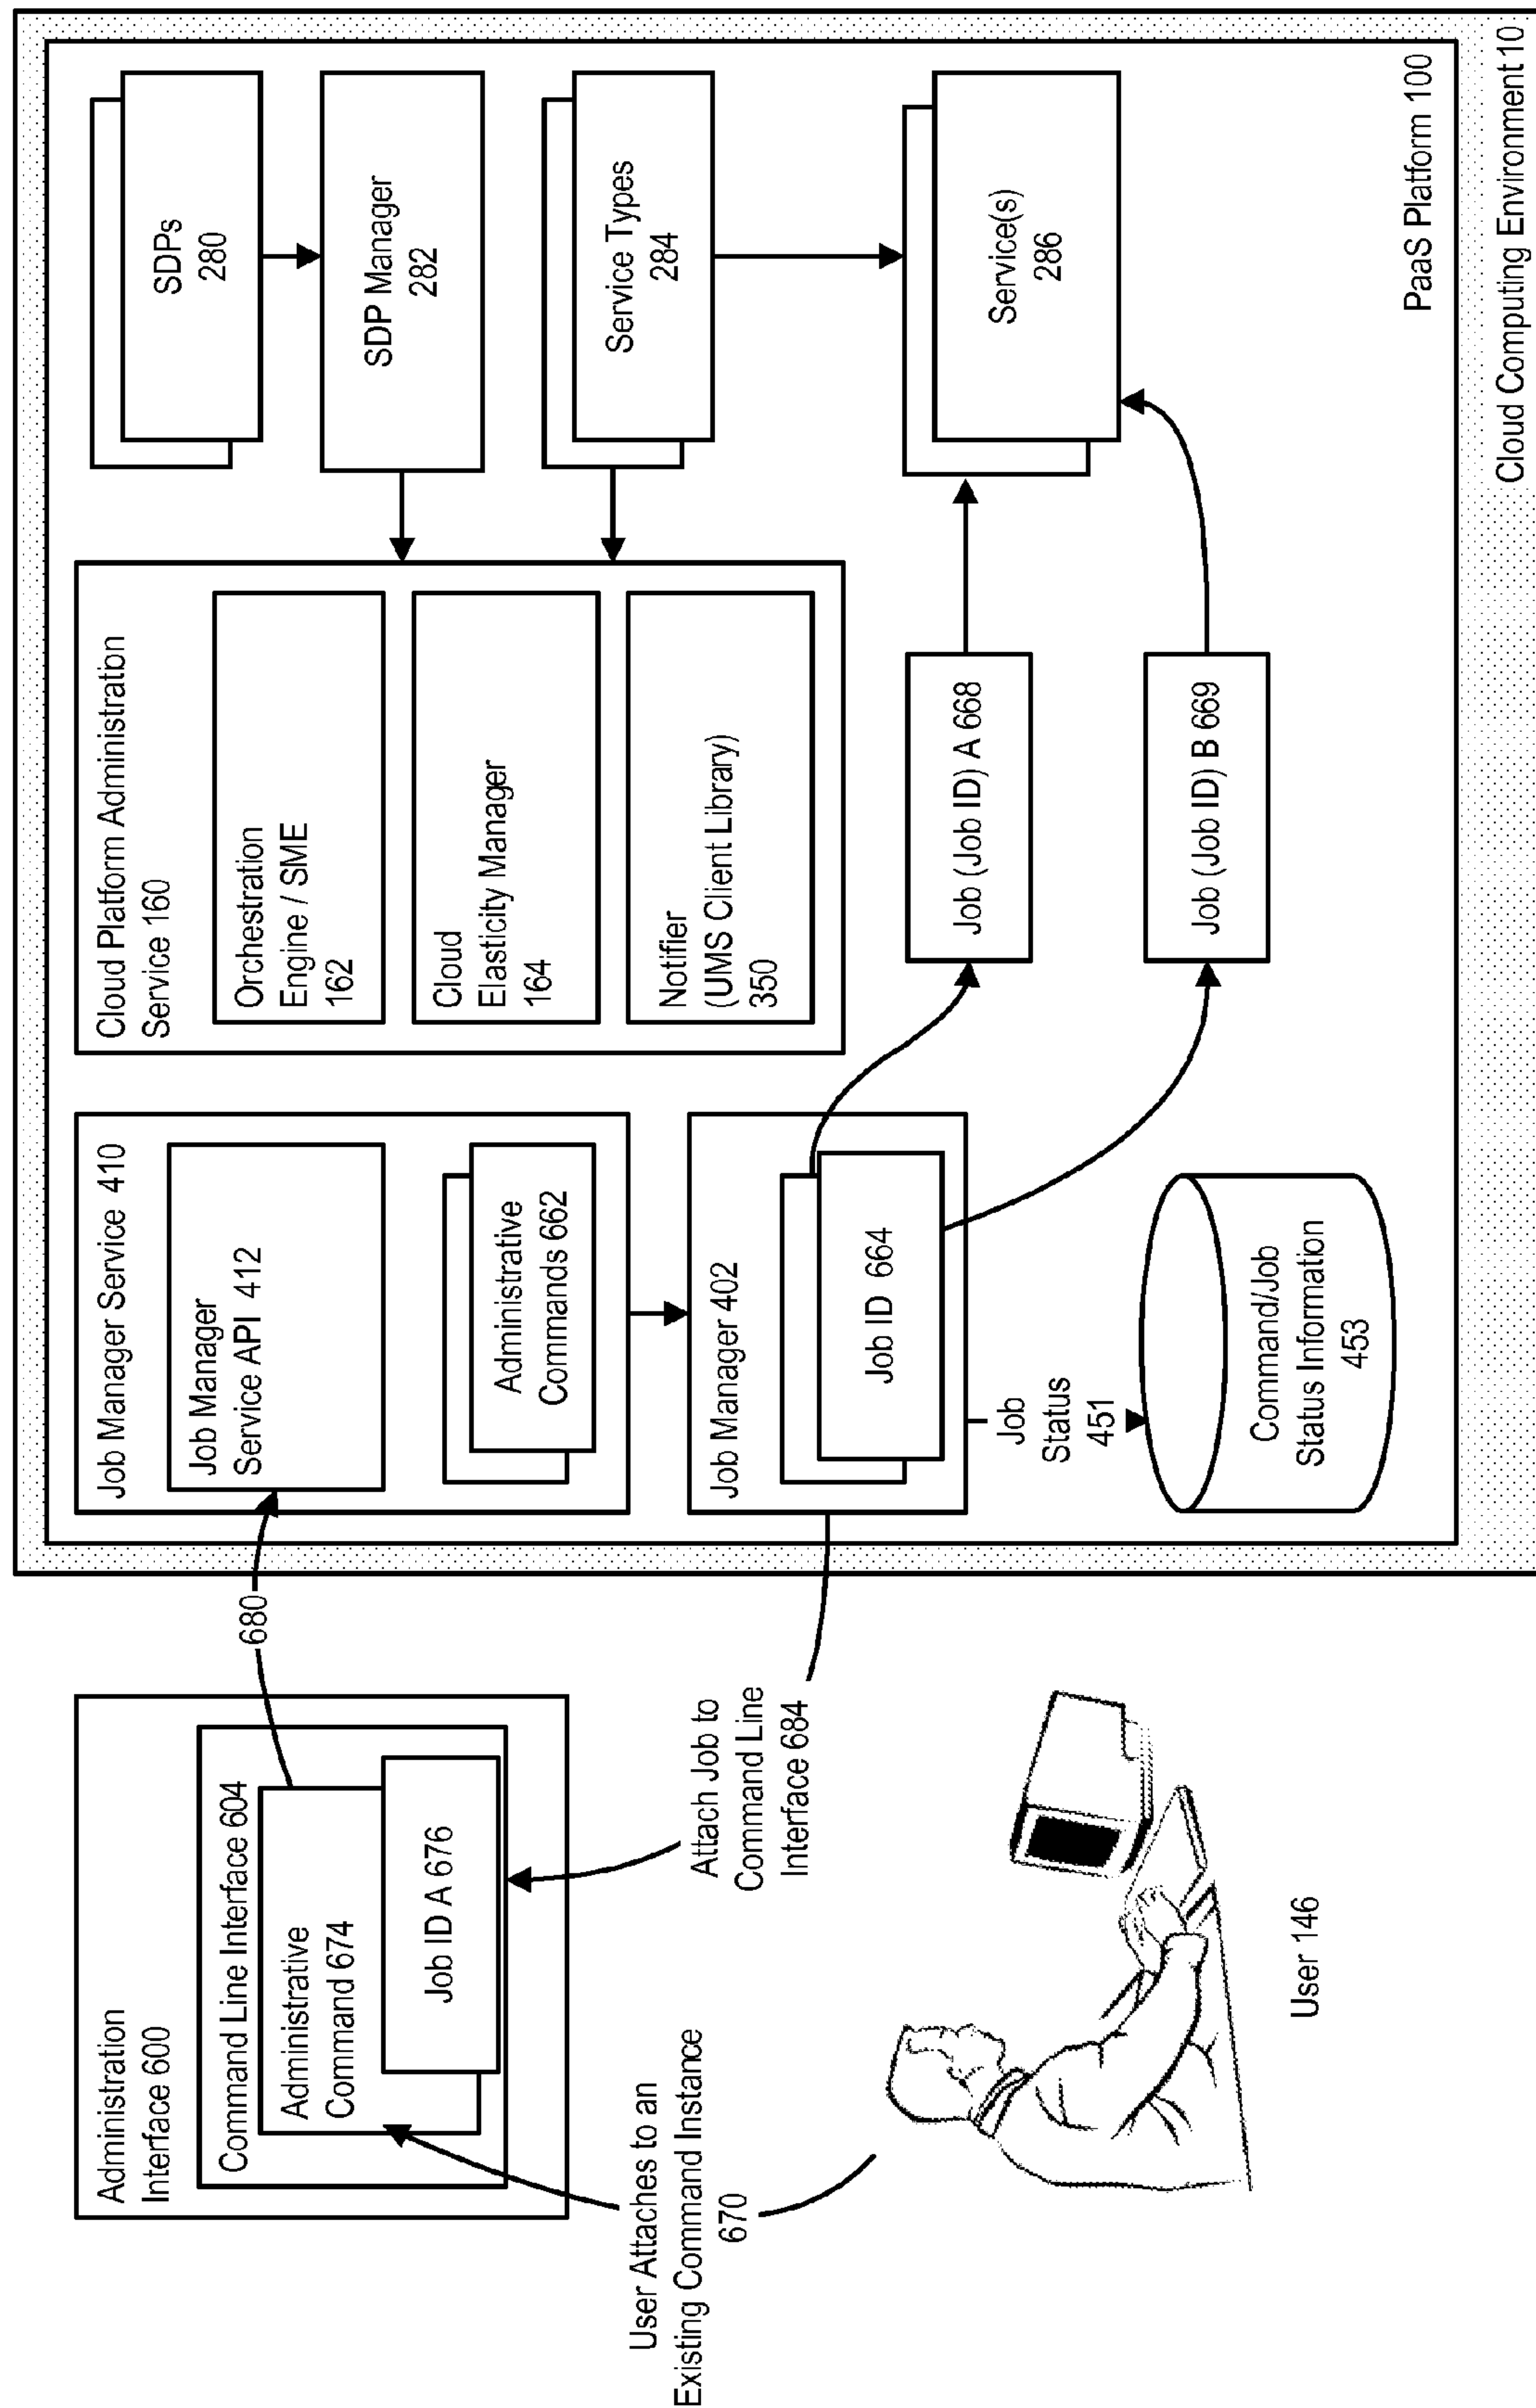 Administration
Interface 600
Command Line Interface 604
Administrative
Command 674
Job ID A 676
680
User Attaches to an
Existing Command Instance
670
Attach Job to
Command Line
Interface 684
User 146
Job Manager Service 410
Job Manager
Service API 412
Administrative
Commands 662
Job Manager 402
Job ID 664
Job
Status
451
Command/Job
Status Information
453
Cloud Platform Administration
Service 160
Orchestration
Engine / SME
162
Cloud
Elasticity Manager
164
Notifier
(UMS Client Library)
350
Job (Job ID) A 668
Job (Job ID) B 669
SDPs
280
SDP Manager
282
Service Types
284
Service(s)
286
PaaS Platform 100
Cloud Computing Environment 10